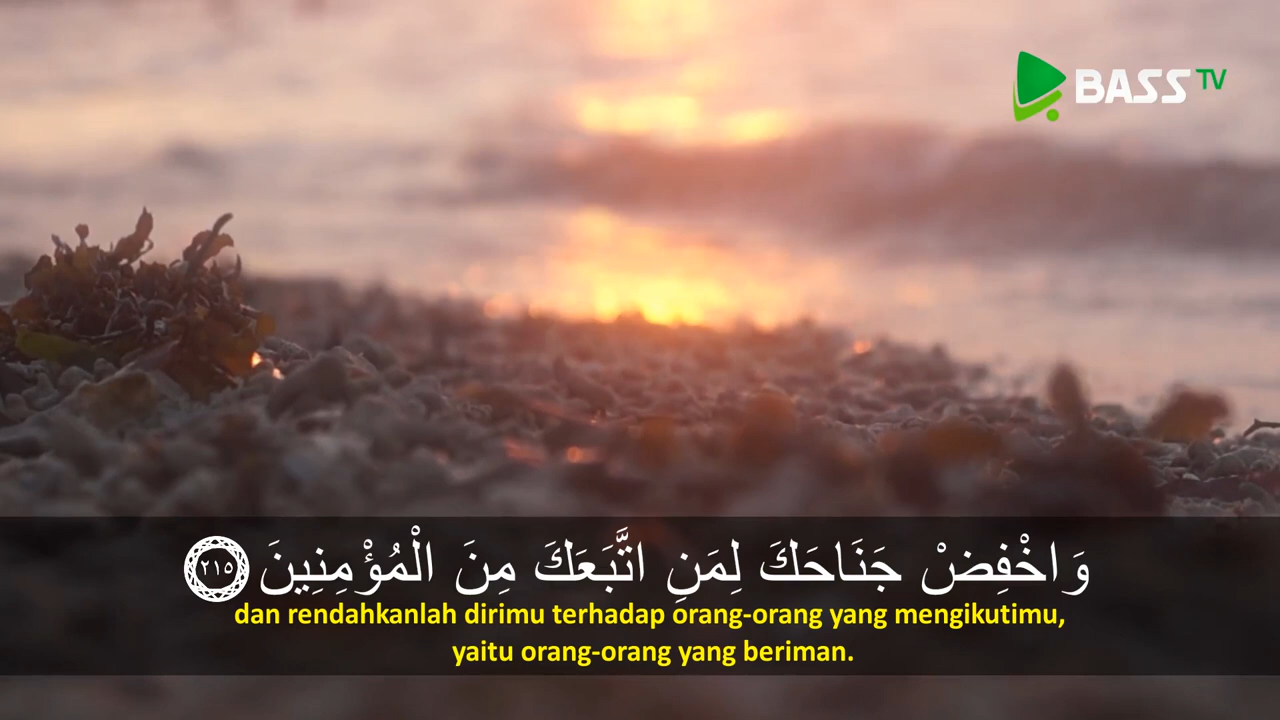 BASS TV
وَاخْفِضْ جَنَاحَكَ لِمَنِ اتَّبَعَكَ مِنَ الْمُؤْمِنِينَ ٢١٥
dan rendahkanlah dirimu terhadap orang-orang yang mengikutimu,
yaitu orang-orang yang beriman.